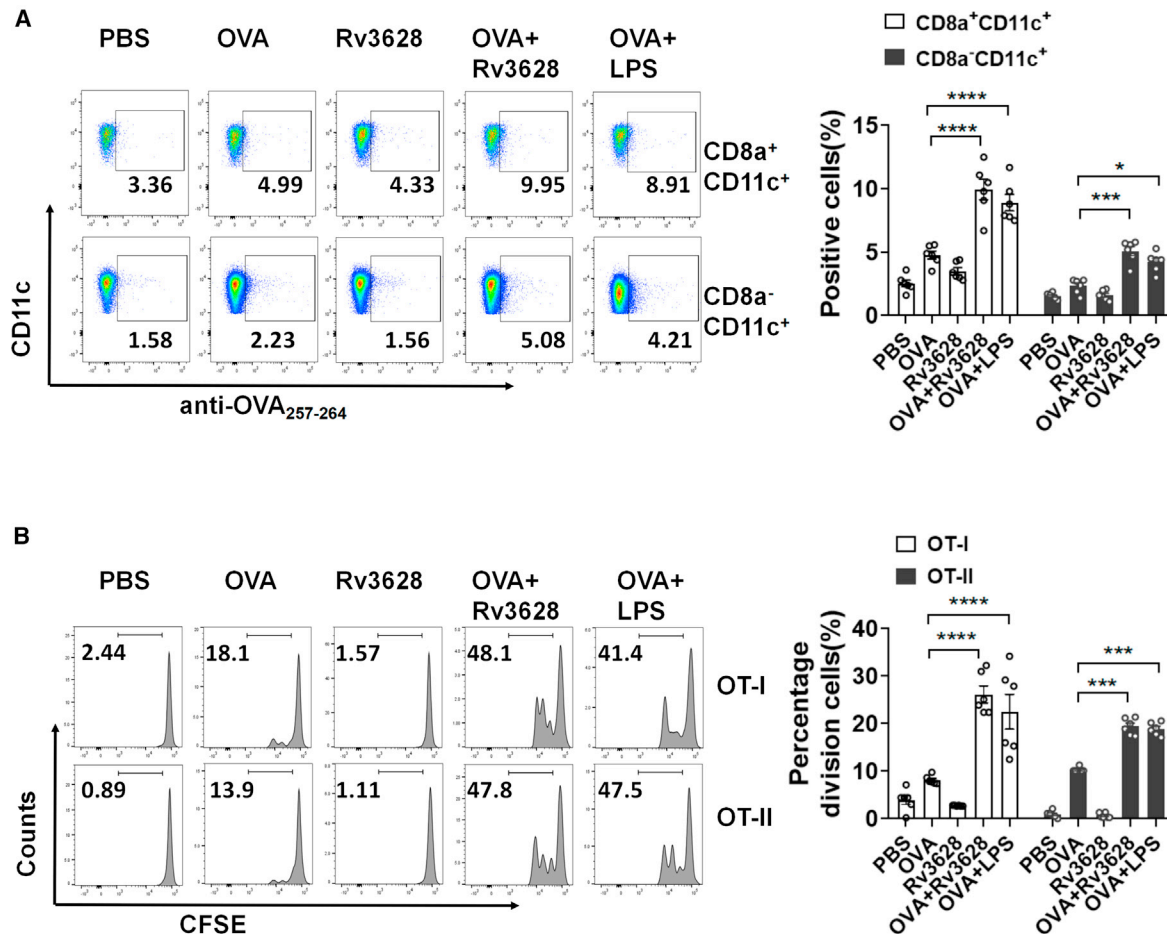 A
PBS OVA Rv3628 OVA+ OVA+
Rv3628 LPS
3.36 4.99 4.33 9.95 8.91
CD8a⁺
CD11c⁺
1.58 2.23 1.56 5.08 4.21
CD8a⁻
CD11c⁺
CD11c
anti-OVA₂₅₇₋₂₆₄
CD8a⁺CD11c⁺
CD8a⁻CD11c⁺
**** 
**** 
*
***
Positive cells(%)
15
10
5
0
PBS OVA Rv3628 OVA+Rv3628 OVA+LPS PBS OVA Rv3628 OVA+Rv3628 OVA+LPS
B
PBS OVA Rv3628 OVA+ OVA+
Rv3628 LPS
2.44 18.1 1.57 48.1 41.4
OT-I
0.89 13.9 1.11 47.8 47.5
OT-II
Counts
CFSE
OT-I
OT-II
****
****
***
***
Percentage
division cells(%)
40
30
20
10
0
PBS OVA Rv3628 OVA+Rv3628 OVA+LPS PBS OVA Rv3628 OVA+Rv3628 OVA+LPS